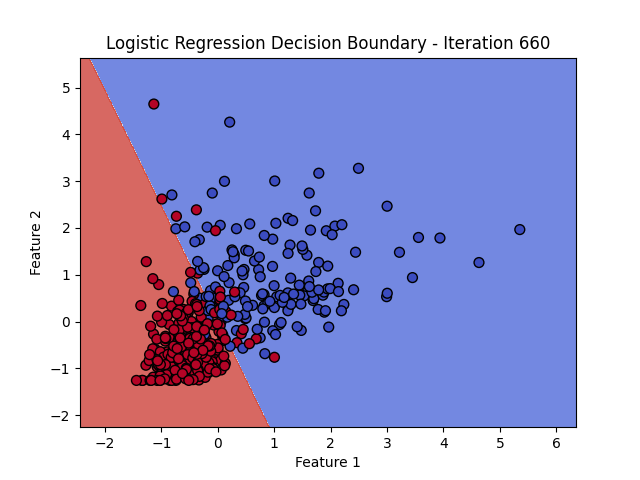 Logistic Regression Decision Boundary - Iteration 660
5
4
3
2
1
0
−1
−2
Feature 2
−2 −1 0 1 2 3 4 5 6
Feature 1